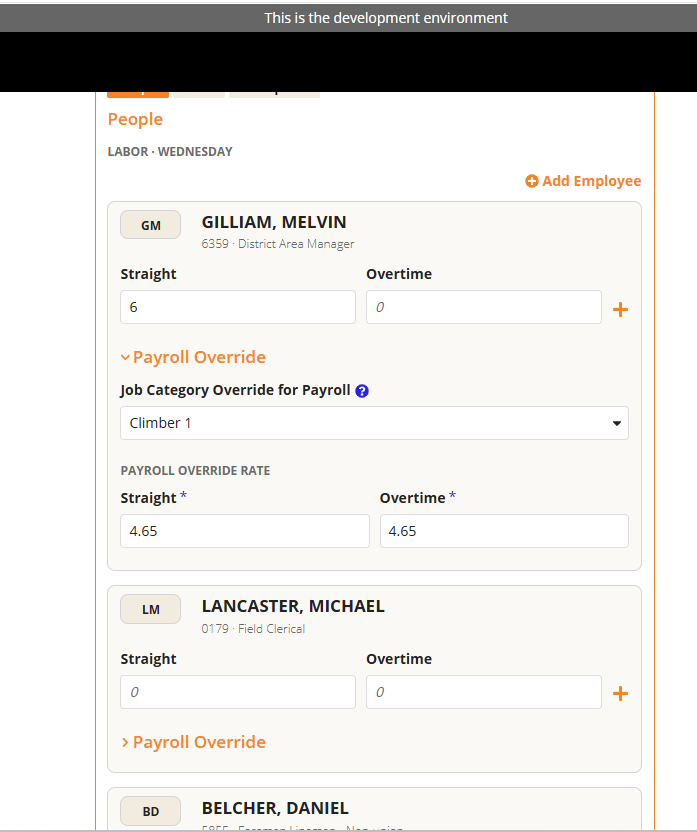 This is the development environment
People
LABOR · WEDNESDAY
Add Employee
GM
GILLIAM, MELVIN
6359 · District Area Manager
Straight Overtime
6 0
Payroll Override
Job Category Override for Payroll ?
Climber 1
PAYROLL OVERRIDE RATE
Straight * Overtime *
4.65 4.65
LM
LANCASTER, MICHAEL
0179 · Field Clerical
Straight Overtime
0 0
Payroll Override
BD
BELCHER, DANIEL